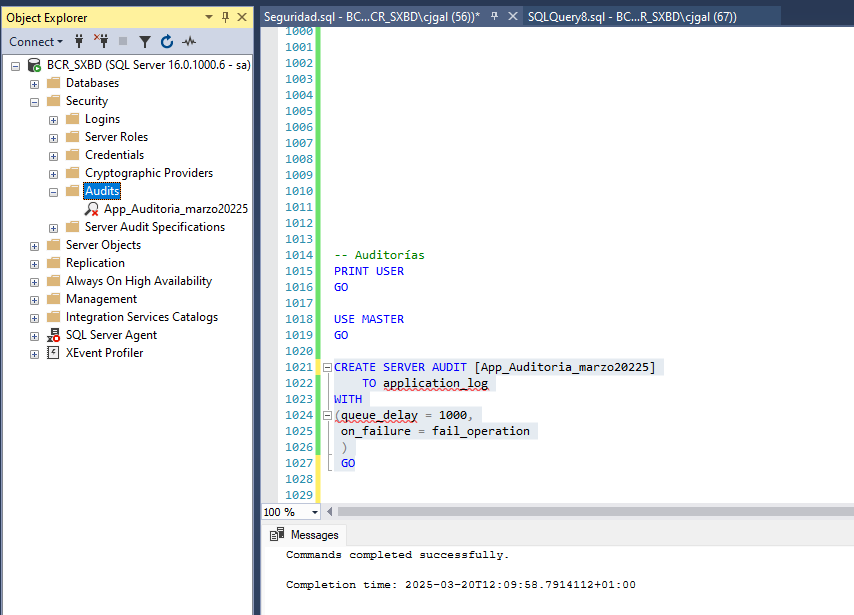 Object Explorer
Connect
BCR_SXBD (SQL Server 16.0.1000.6 - sa)
Databases
Security
Logins
Server Roles
Credentials
Cryptographic Providers
Audits
App_Auditoria_marzo20225
Server Audit Specifications
Server Objects
Replication
Always On High Availability
Management
Integration Services Catalogs
SQL Server Agent
XEvent Profiler
Seguridad.sql - BC...CR_SXBD\cjgal (56))* SQLQuery8.sql - BC...R_SXBD\cjgal (67))
1000
1001
1002
1003
1004
1005
1006
1007
1008
1009
1010
1011
1012
1013
1014 -- Auditorías
1015 PRINT USER
1016 GO
1017
1018 USE MASTER
1019 GO
1020
1021 CREATE SERVER AUDIT [App_Auditoria_marzo20225]
1022 TO application_log
1023 WITH
1024 (queue_delay = 1000,
1025 on_failure = fail_operation
1026 )
1027 GO
1028
1029
100 %
Messages
Commands completed successfully.
Completion time: 2025-03-20T12:09:58.7914112+01:00